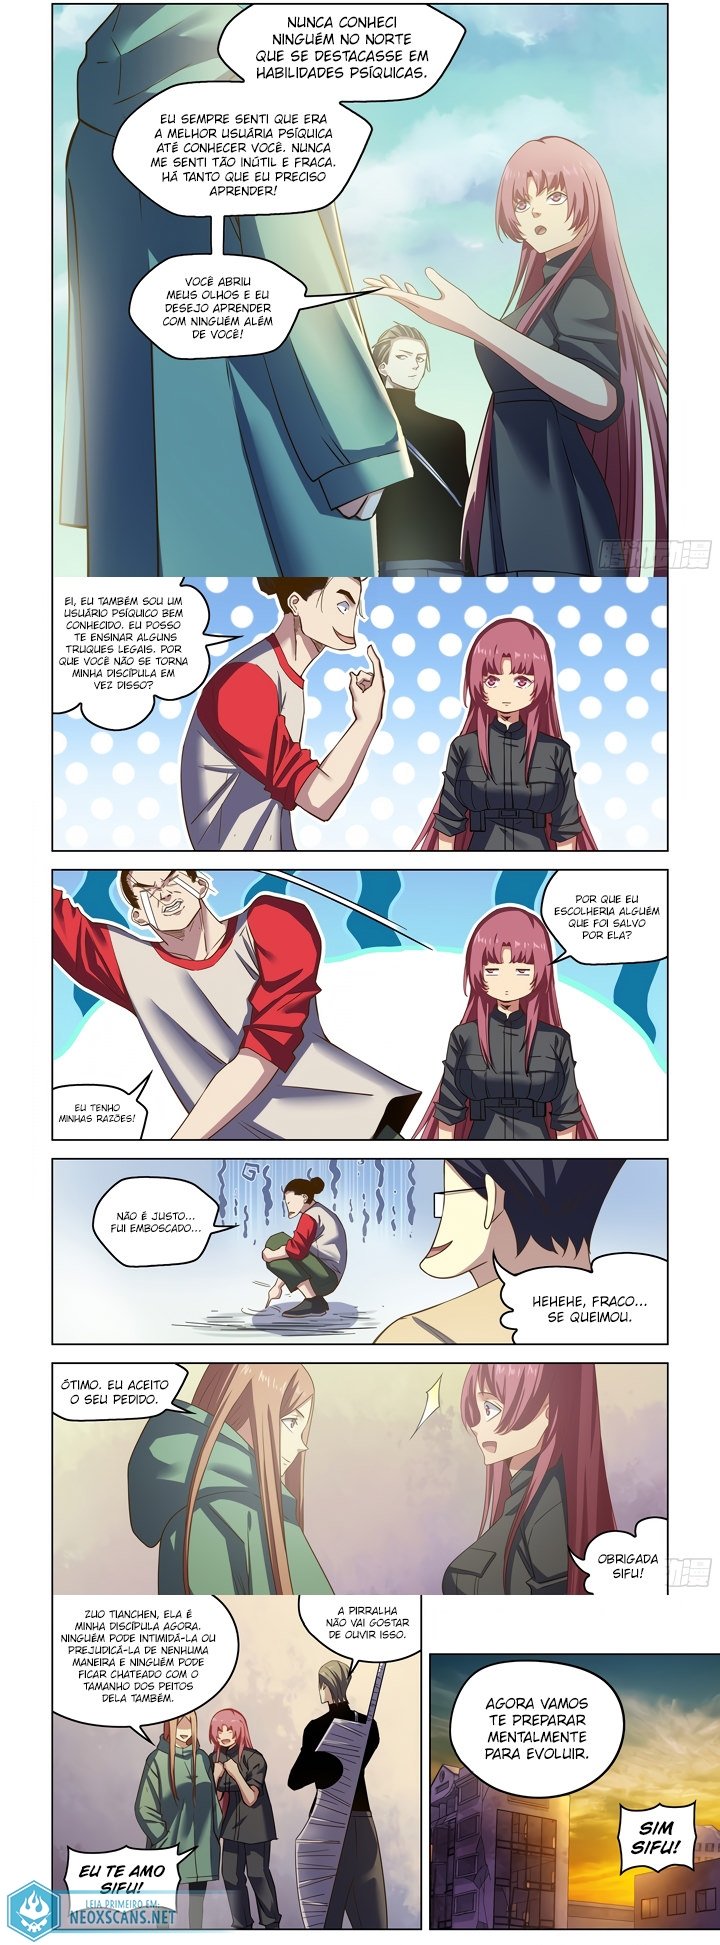 NUNCA CONHECI
NINGUÉM NO NORTE
QUE SE DESTACASSE EM
HABILIDADES PSÍQUICAS.
EU SEMPRE SENTI QUE ERA
A MELHOR USUÁRIA PSÍQUICA
ATÉ CONHECER VOCÊ. NUNCA
ME SENTI TÃO INÚTIL E FRACA.
HÁ TANTO QUE EU PRECISO
APRENDER!
VOCÊ ABRIU
MEUS OLHOS E EU
DESEJO APRENDER
COM NINGUÉM ALÉM
DE VOCÊ!
EI, EU TAMBÉM SOU UM
USUÁRIO PSÍQUICO BEM
CONHECIDO. EU POSSO
TE ENSINAR ALGUNS
TRUQUES LEGAIS. POR
QUE VOCÊ NÃO SE TORNA
MINHA DISCÍPULA EM
VEZ DISSO?
POR QUE EU
ESCOLHERIA ALGUÉM
QUE FOI SALVO
POR ELA?
EU TENHO
MINHAS RAZÕES!
NÃO É JUSTO...
FUI EMBOSCADO...
HEHEHE, FRACO...
SE QUEIMOU.
ÓTIMO. EU ACEITO
O SEU PEDIDO.
OBRIGADA
SIFU!
ZUO TIANCHEN, ELA É
MINHA DISCÍPULA AGORA.
NINGUÉM PODE INTIMIDÁ-LA OU
PREJUDICÁ-LA DE NENHUMA
MANEIRA E NINGUÉM PODE
FICAR CHATEADO COM O
TAMANHO DOS PEITOS
DELA TAMBÉM.
A PIRRALHA
NÃO VAI GOSTAR
DE OUVIR ISSO.
EU TE AMO
SIFU!
AGORA VAMOS
TE PREPARAR
MENTALMENTE
PARA EVOLUIR.
SIM
SIFU!
LEIA PRIMEIRO EM:
NEOXSCANS.NET